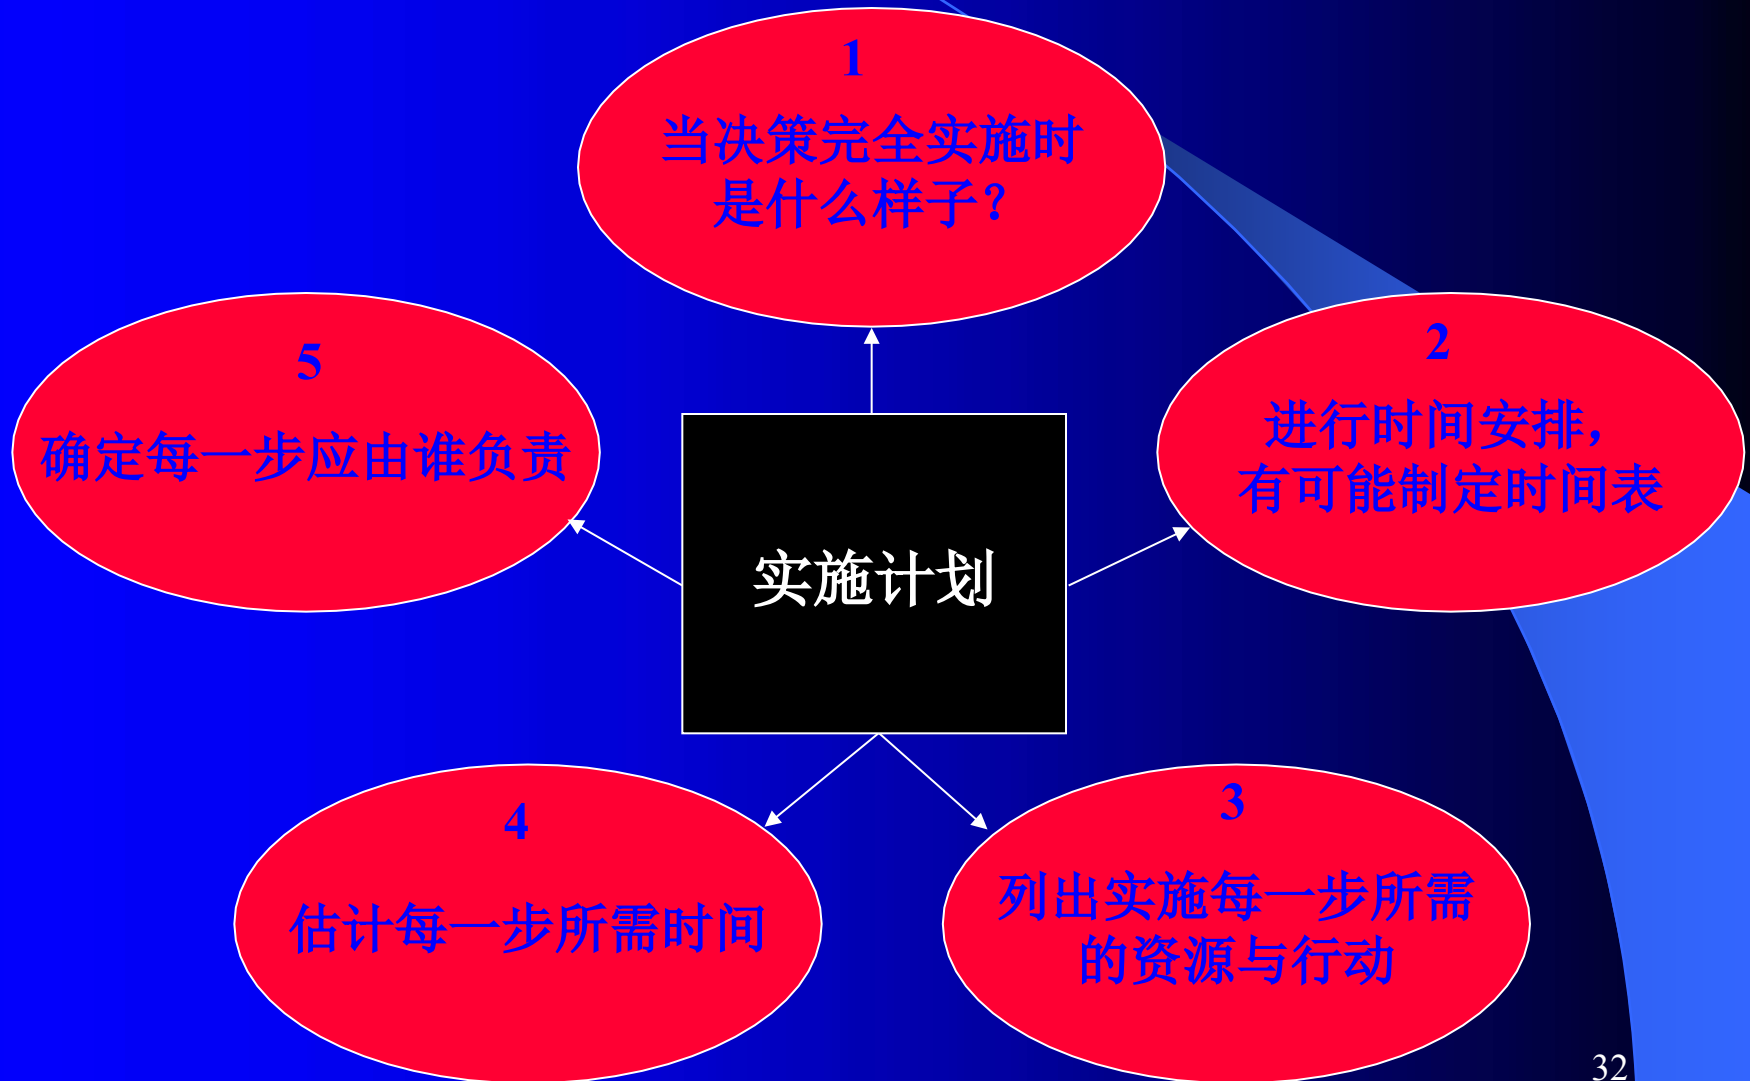 1
当决策完全实施时
是什么样子？
2
进行时间安排，
有可能制定时间表
3
列出实施每一步所需
的资源与行动
4
估计每一步所需时间
5
确定每一步应由谁负责
实施计划
32